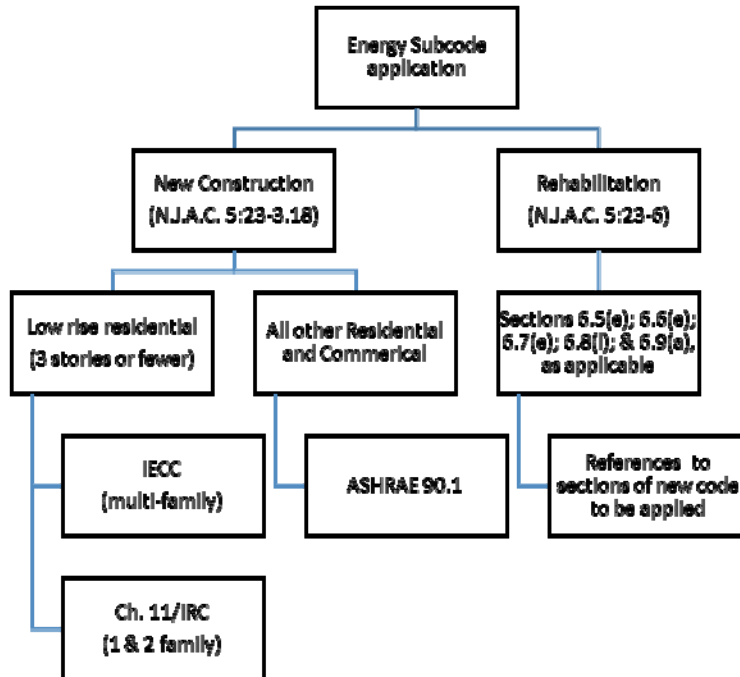 Energy Subcode
application
New Construction
(N.J.A.C. 5:23-3.18)
Rehabilitation
(N.J.A.C. 5:23-6)
Low rise residential
(3 stories or fewer)
All other Residential
and Commerical
Sections 6.5(e); 6.6(e);
6.7(e); 6.8(i); & 6.9(a),
as applicable
IECC
(multi-family)
ASHRAE 90.1
References to
sections of new code
to be applied
Ch. 11/IRC
(1 & 2 family)